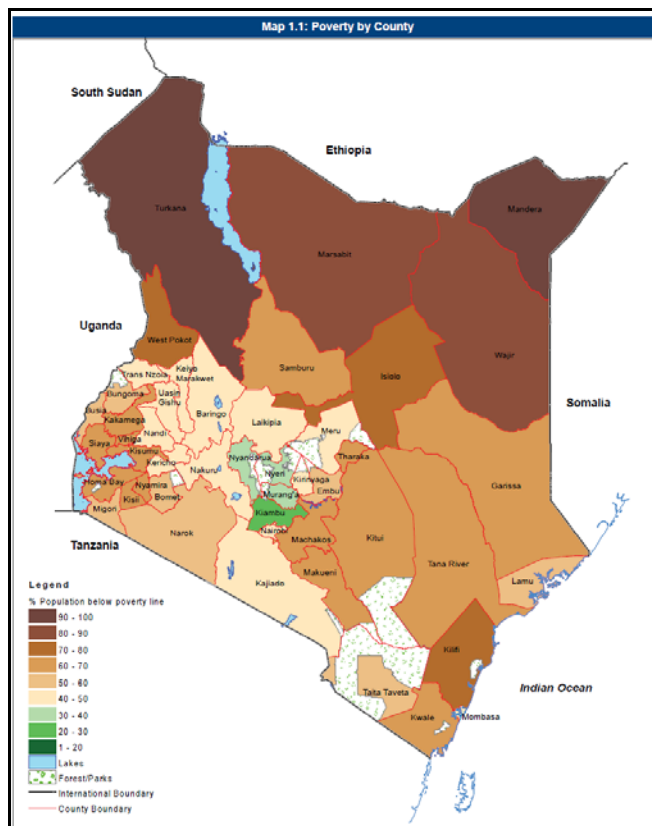 Map 1.1: Poverty by County
South Sudan
Ethiopia
Turkana
Mandera
Marsabit
Uganda
West Pokot
Wajir
Samburu
Isiolo
Somalia
Trans Nzoia
Keiyo
Marakwet
Bungoma
Uasin
Gishu
Baringo
Busia
Kakamega
Laikipia
Meru
Siaya
Vihiga
Nandi
Kisumu
Nyandarua
Tharaka
Kericho
Nakuru
Nyeri
Garissa
Homa Bay
Nyamira
Kirinyaga
Kisii
Bomet
Murang'a
Embu
Migori
Kiambu
Narok
Nairobi
Machakos
Kitui
Tanzania
Tana River
Makueni
Lamu
Kajiado
Kilifi
Indian Ocean
Taita Taveta
Kwale
Mombasa
Legend
% Population below poverty line
90 - 100
80 - 90
70 - 80
60 - 70
50 - 60
40 - 50
30 - 40
20 - 30
1 - 20
Lakes
Forest/Parks
International Boundary
County Boundary